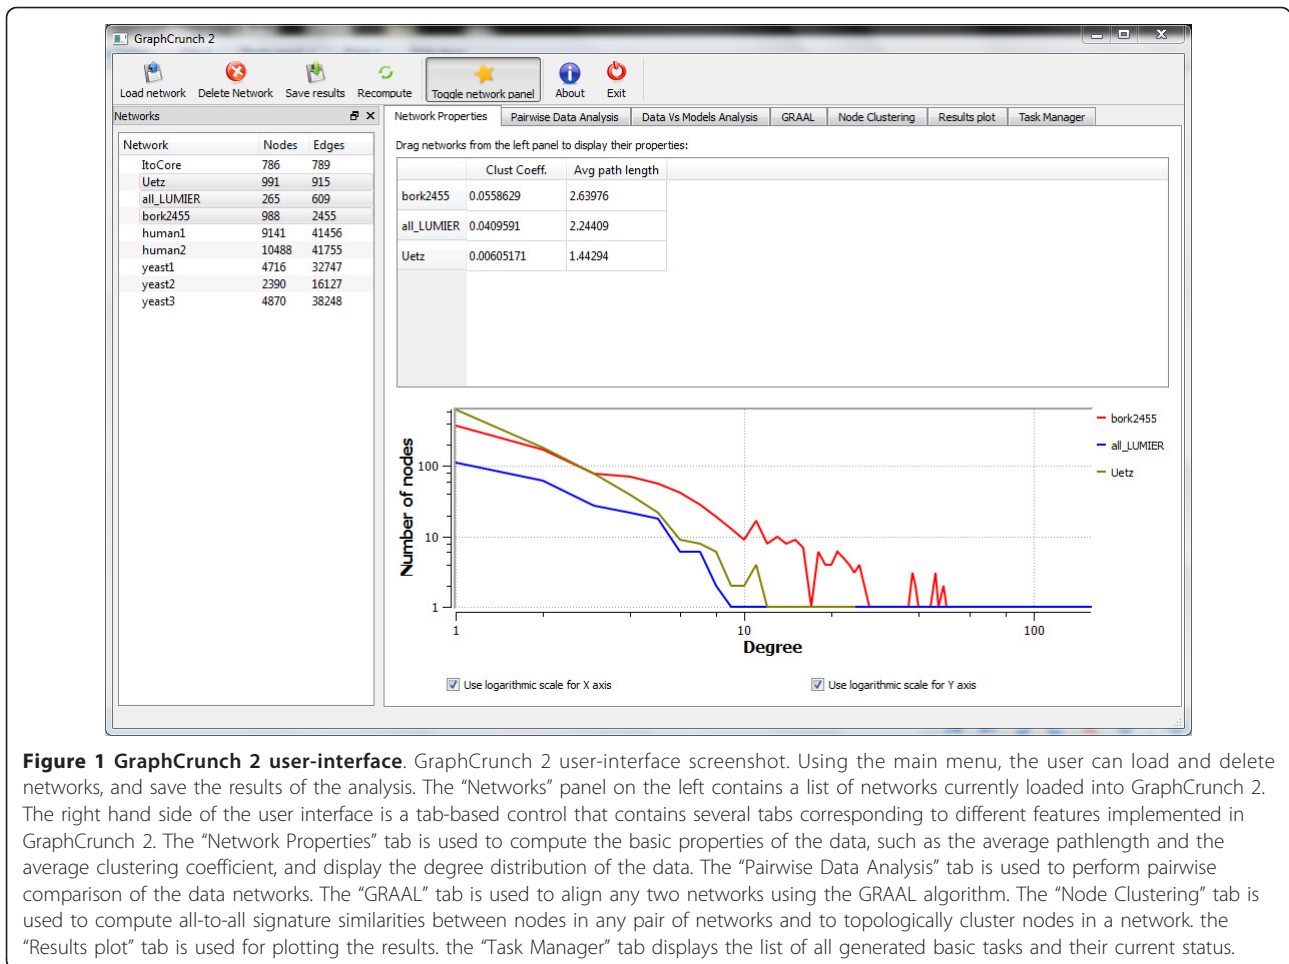 GraphCrunch 2
Load network Delete Network Save results Recompute Toggle network panel About Exit
Networks
Network Nodes Edges
ItoCore 786 789
Uetz 991 915
all_LUMIER 265 609
bork2455 988 2455
human1 9141 41456
human2 10488 41755
yeast1 4716 32747
yeast2 2390 16127
yeast3 4870 38248
Network Properties Pairwise Data Analysis Data Vs Models Analysis GRAAL Node Clustering Results plot Task Manager
Drag networks from the left panel to display their properties:
Clust Coeff. Avg path length
bork2455 0.0558629 2.63976
all_LUMIER 0.0409591 2.24409
Uetz 0.00605171 1.44294
Number of nodes
100
10
1
1 10 100
Degree
bork2455
all_LUMIER
Uetz
Use logarithmic scale for X axis Use logarithmic scale for Y axis
Figure 1 GraphCrunch 2 user-interface. GraphCrunch 2 user-interface screenshot. Using the main menu, the user can load and delete
networks, and save the results of the analysis. The “Networks” panel on the left contains a list of networks currently loaded into GraphCrunch 2.
The right hand side of the user interface is a tab-based control that contains several tabs corresponding to different features implemented in
GraphCrunch 2. The “Network Properties” tab is used to compute the basic properties of the data, such as the average pathlength and the
average clustering coefficient, and display the degree distribution of the data. The “Pairwise Data Analysis” tab is used to perform pairwise
comparison of the data networks. The “GRAAL” tab is used to align any two networks using the GRAAL algorithm. The “Node Clustering” tab is
used to compute all-to-all signature similarities between nodes in any pair of networks and to topologically cluster nodes in a network. the
“Results plot” tab is used for plotting the results. the “Task Manager” tab displays the list of all generated basic tasks and their current status.